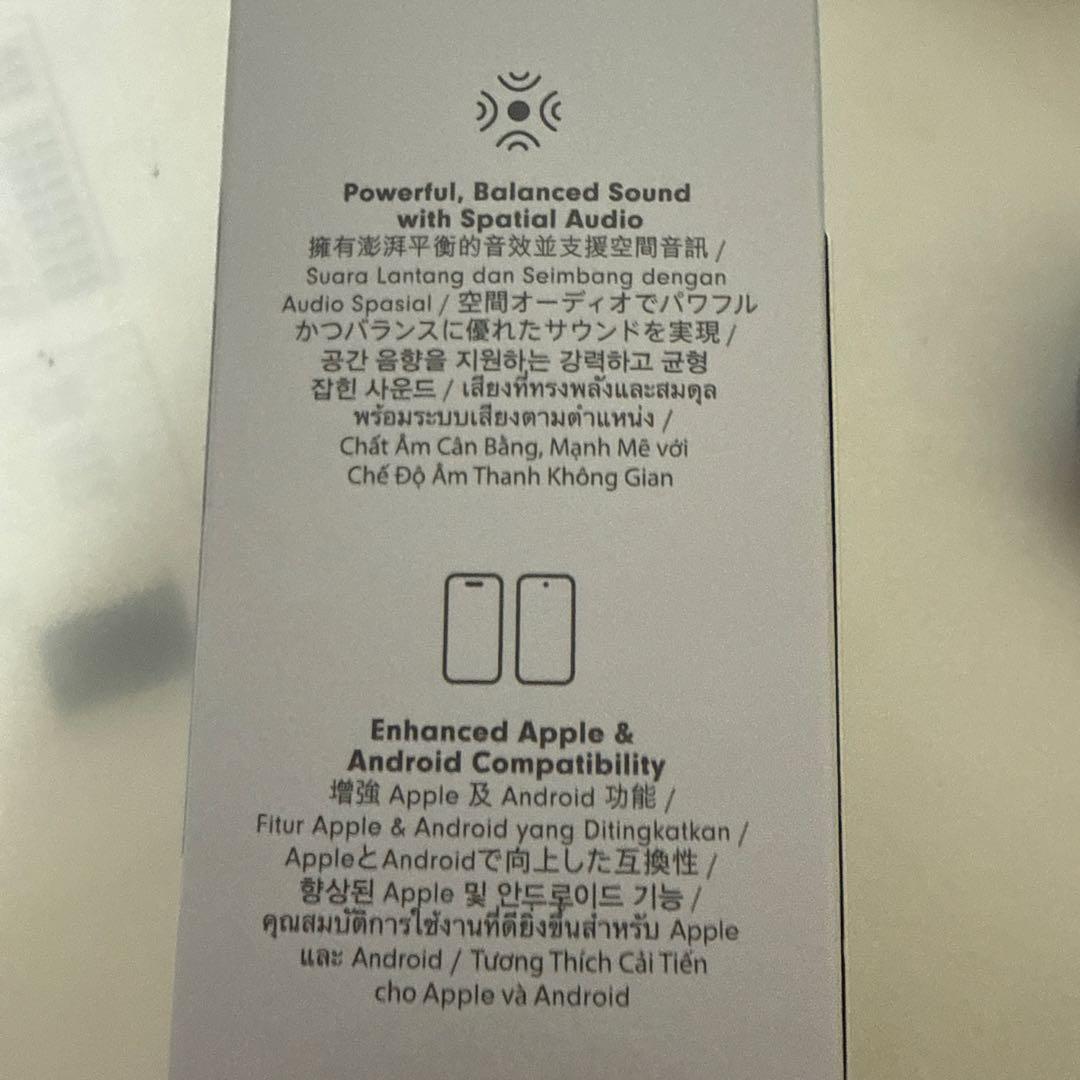 Powerful, Balanced Sound
with Spatial Audio
擁有澎湃平衡的音效並支援空間音訊 /
Suara Lantang dan Seimbang dengan
Audio Spasial / 空間オーディオでパワフル
かつバランスに優れたサウンドを実現 /
공간 음향을 지원하는 강력하고 균형
잡힌 사운드 / เสียงที่ทรงพลังและสมดุล
พร้อมระบบเสียงตามตำแหน่ง /
Chất Âm Cân Bằng, Mạnh Mẽ với
Chế Độ Âm Thanh Không Gian
Enhanced Apple &
Android Compatibility
增強 Apple 及 Android 功能 /
Fitur Apple & Android yang Ditingkatkan /
AppleとAndroidで向上した互換性 /
향상된 Apple 및 안드로이드 기능 /
คุณสมบัติการใช้งานที่ดียิ่งขึ้นสำหรับ Apple
และ Android / Tương Thích Cải Tiến
cho Apple và Android